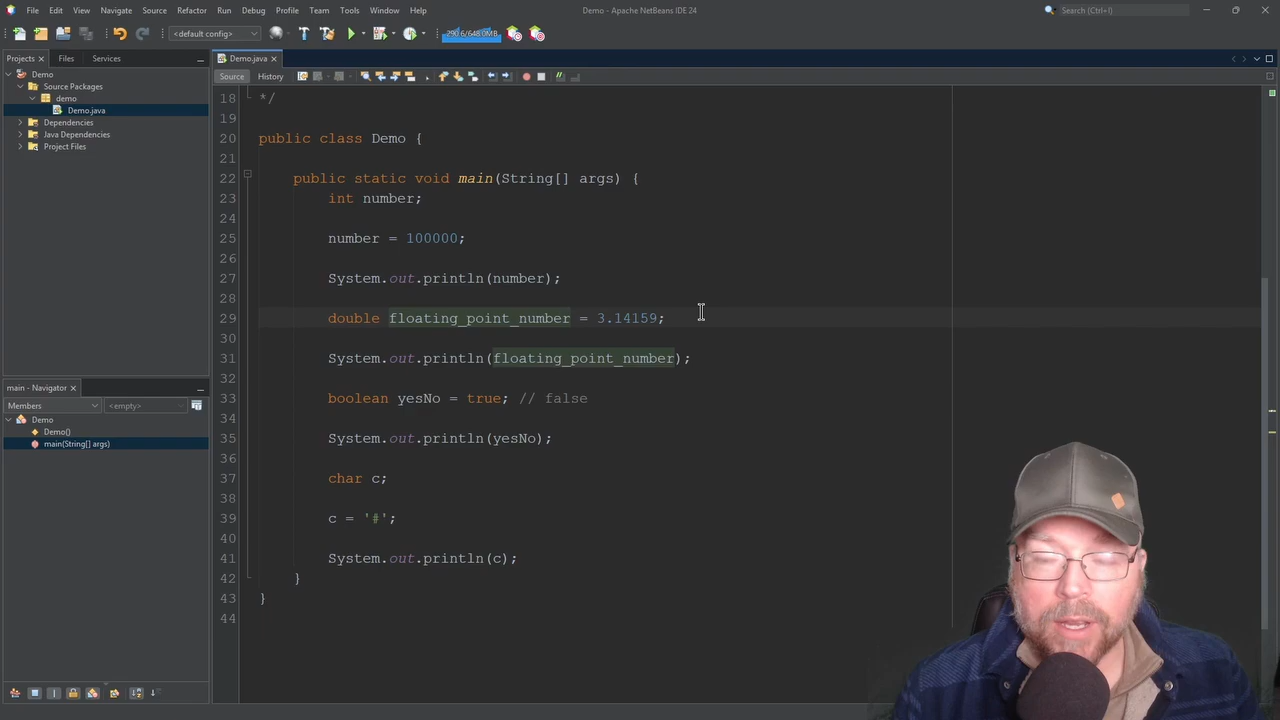 File Edit View Navigate Source Refactor Run Debug Profile Team Tools Window Help
Demo - Apache NetBeans IDE 24
Search (Ctrl+I)
<default config>
290.6/648.0MB
Projects Files Services
Demo
Source Packages
demo
Demo.java
Dependencies
Java Dependencies
Project Files
main - Navigator
Members
<empty>
Demo
Demo()
main(String[] args)
Demo.java
Source History
18 */
19
20 public class Demo {
21
22 public static void main(String[] args) {
23 int number;
24
25 number = 100000;
26
27 System.out.println(number);
28
29 double floating_point_number = 3.14159;
30
31 System.out.println(floating_point_number);
32
33 boolean yesNo = true; // false
34
35 System.out.println(yesNo);
36
37 char c;
38
39 c = '#';
40
41 System.out.println(c);
42 }
43 }
44